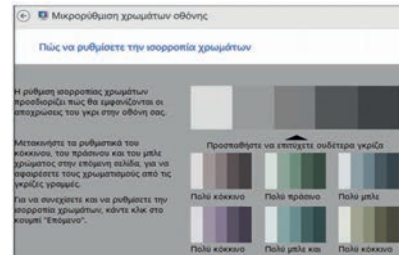 Μικρορύθμιση χρωμάτων οθόνης
Πώς να ρυθμίσετε την ισορροπία χρωμάτων
Η ρύθμιση ισορροπίας χρωμάτων
προσδιορίζει πως θα εμφανίζονται οι
αποχρώσεις του γκρι στην οθόνη σας.
Μετακινήστε τα ρυθμιστικά του
κόκκινου, του πράσινου και του μπλε
χρώματος στην επόμενη σελίδα, για να
αφαιρέσετε τους χρωματισμούς από τις
γκρίζες γραμμές.
Για να συνεχίσετε και να ρυθμίσετε την
ισορροπία χρωμάτων, κάντε κλικ στο
κουμπί "Επόμενο".
Προσπαθήστε να επιτύχετε ουδέτερα γκρίζα
Πολύ κόκκινο Πολύ πράσινο Πολύ μπλε
Πολύ κόκκινο Πολύ μπλε και Πολύ κόκκινο